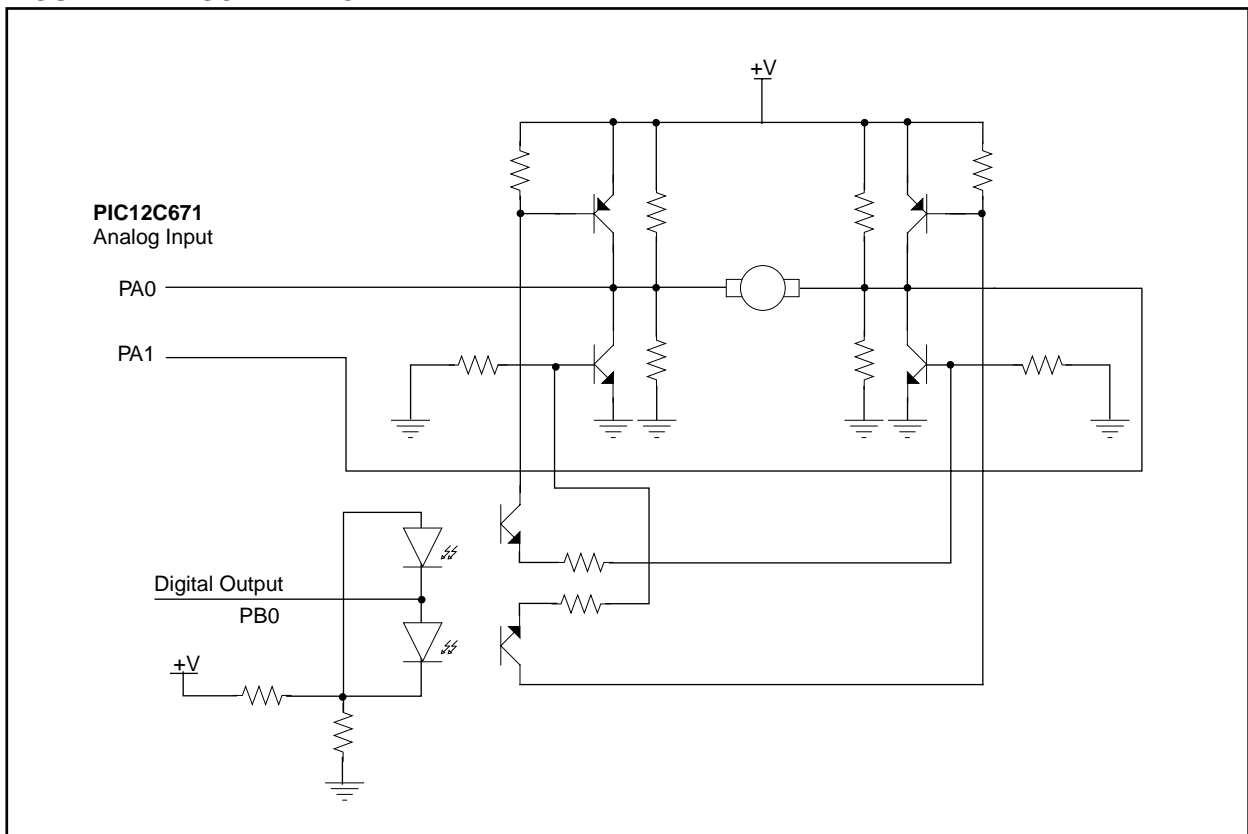 +V
PIC12C671
Analog Input
PA0
PA1
Digital Output
PB0
+V